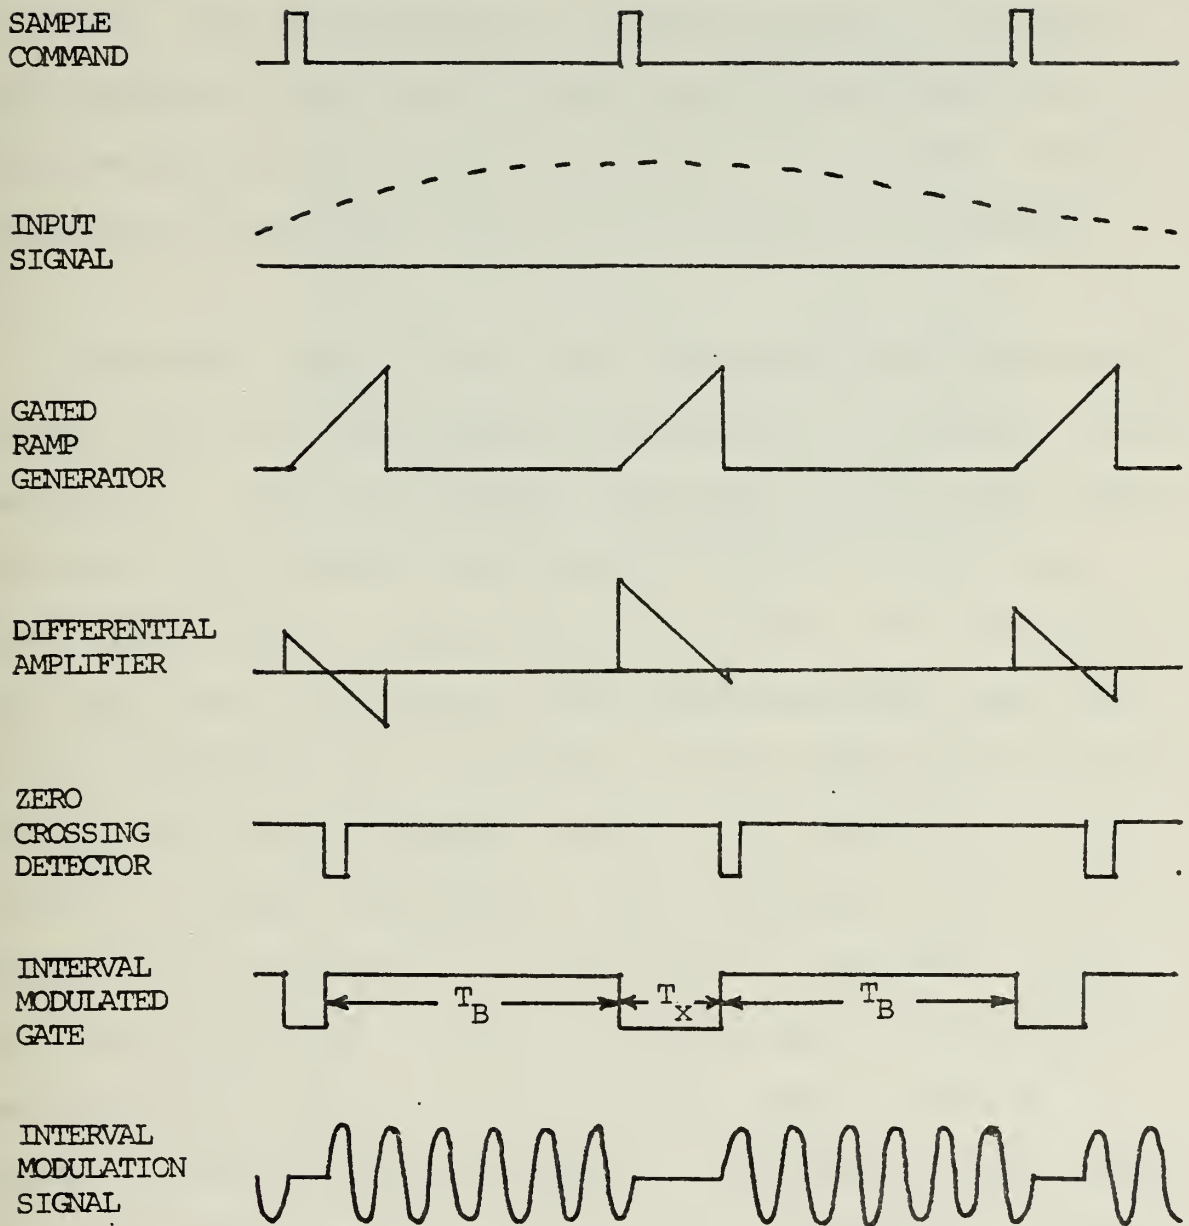 SAMPLE
COMMAND
INPUT
SIGNAL
GATED
RAMP
GENERATOR
DIFFERENTIAL
AMPLIFIER
ZERO
CROSSING
DETECTOR
INTERVAL
MODULATED
GATE
T_B T_x T_B
INTERVAL
MODULATION
SIGNAL